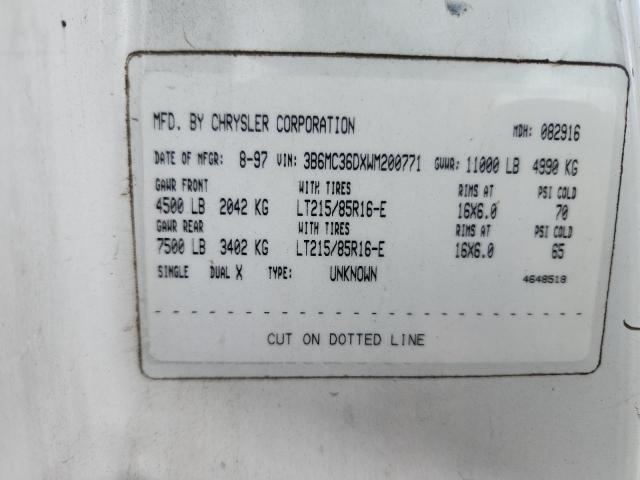 MFD. BY CHRYSLER CORPORATION MDH: 082916
DATE OF MFGR: 8-97 VIN: 3B6MC36DXWM200771 GVWR: 11000 LB 4990 KG
GAWR FRONT WITH TIRES RIMS AT PSI COLD
4500 LB 2042 KG LT215/85R16-E 16X6.0 70
GAWR REAR WITH TIRES RIMS AT PSI COLD
7500 LB 3402 KG LT215/85R16-E 16X6.0 65
SINGLE DUAL X TYPE: UNKNOWN 4648518
CUT ON DOTTED LINE